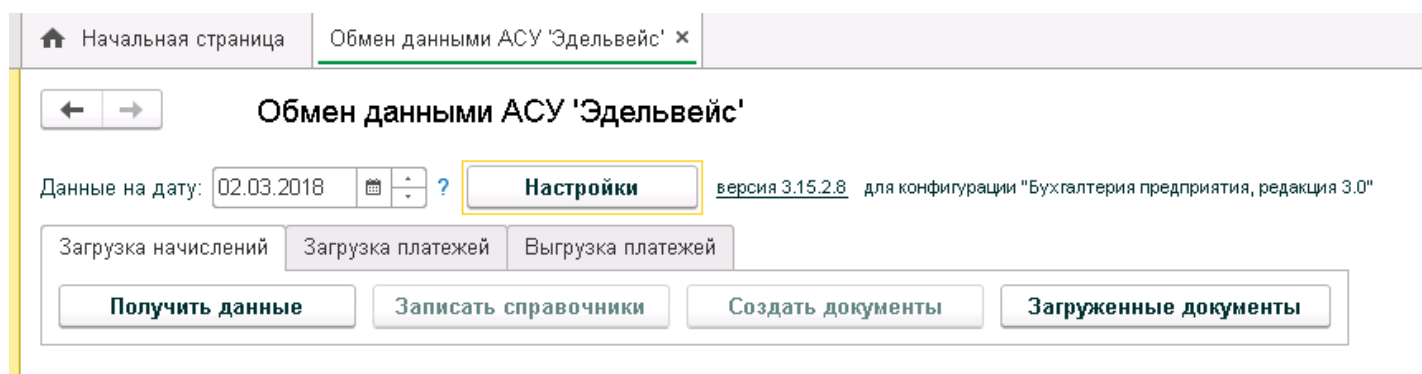 Начальная страница Обмен данными АСУ 'Эдельвейс' ×
Обмен данными АСУ 'Эдельвейс'
Данные на дату: 02.03.2018 ? Настройки версия 3.15.2.8 для конфигурации "Бухгалтерия предприятия, редакция 3.0"
Загрузка начислений Загрузка платежей Выгрузка платежей
Получить данные Записать справочники Создать документы Загруженные документы